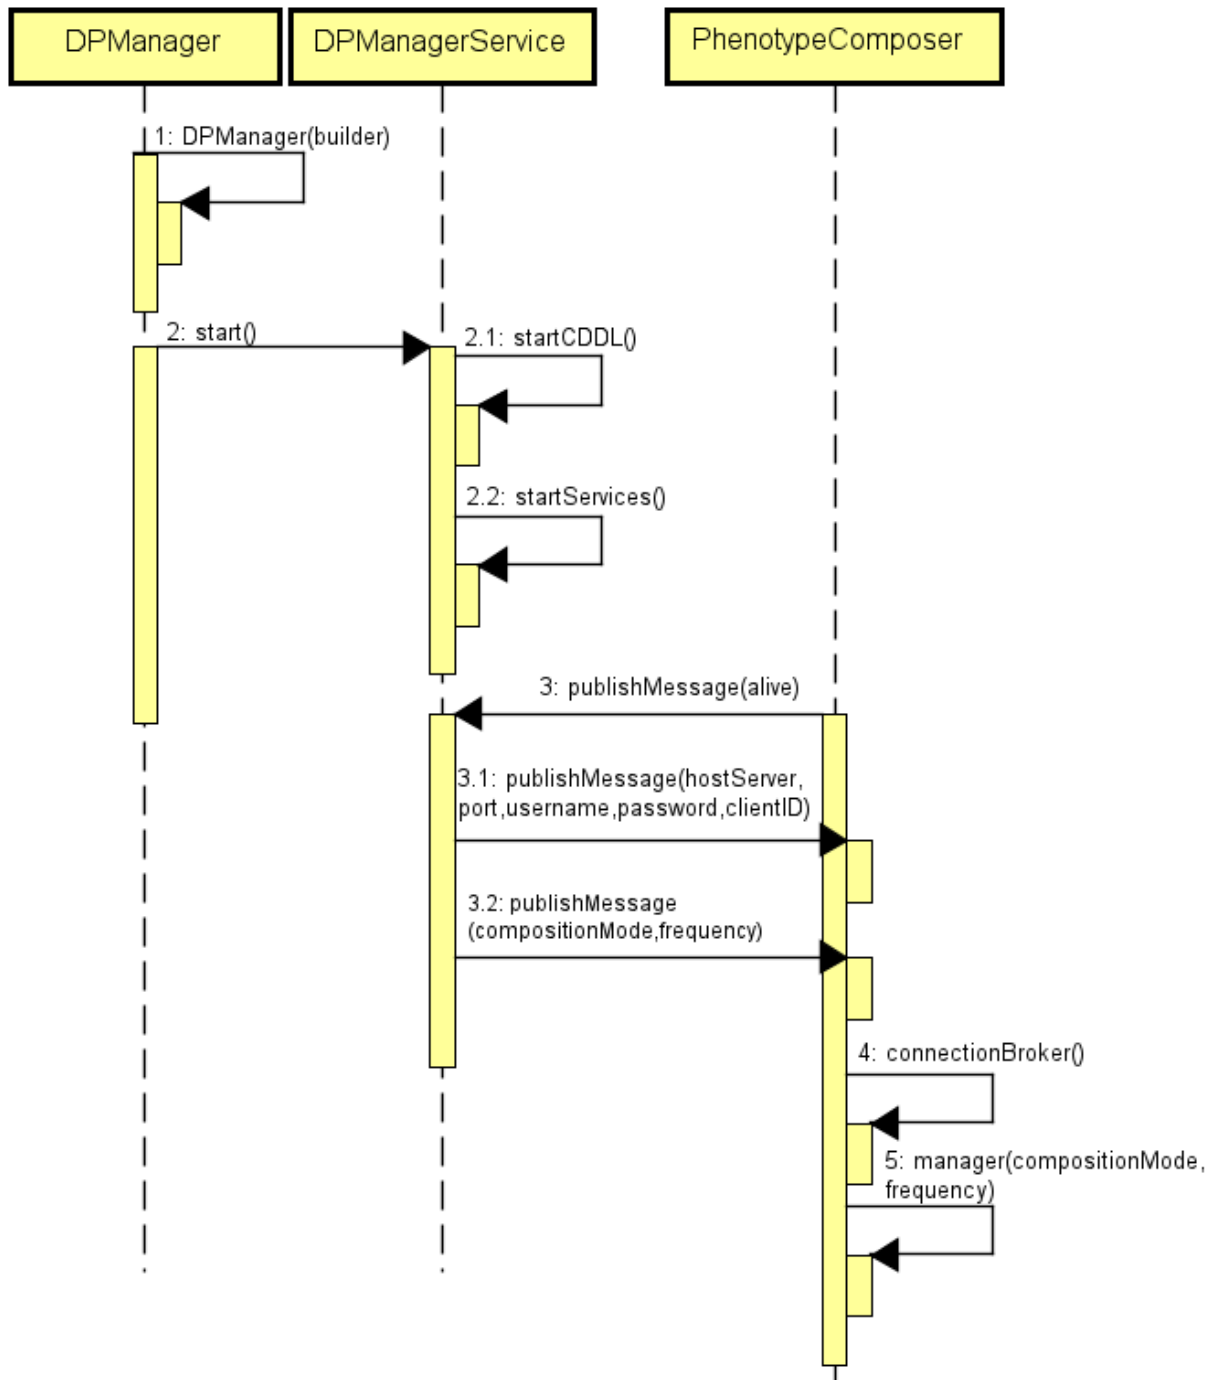 DPManager
DPManagerService
PhenotypeComposer
1: DPManager(builder)
2: start()
2.1: startCDDL()
2.2: startServices()
3: publishMessage(alive)
3.1: publishMessage(hostServer,
port,username,password,clientID)
3.2: publishMessage
(compositionMode,frequency)
4: connectionBroker()
5: manager(compositionMode,
frequency)